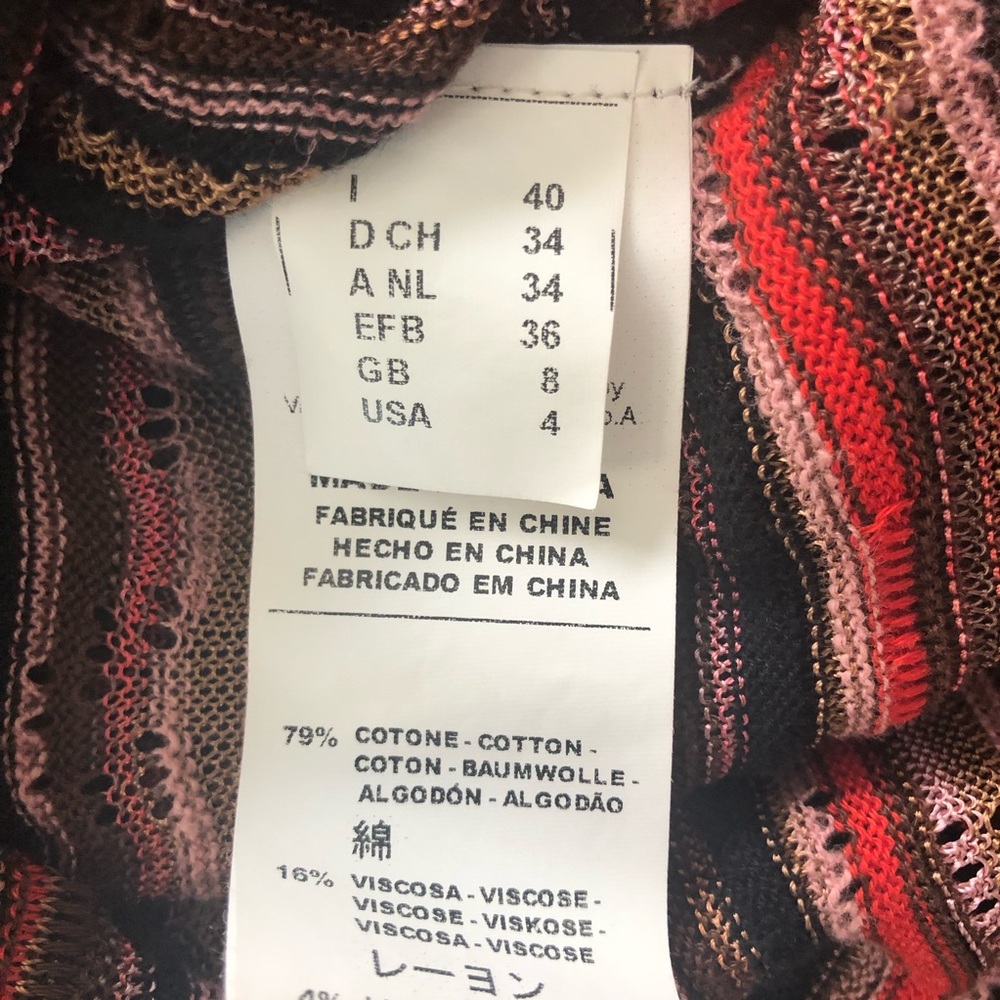 I 40
D CH 34
A NL 34
EFB 36
GB 8
USA 4
FABRIQUÉ EN CHINE
HECHO EN CHINA
FABRICADO EM CHINA
79% COTONE - COTTON -
COTON - BAUMWOLLE -
ALGODÓN - ALGODÃO
綿
16% VISCOSA - VISCOSE -
VISCOSE - VISKOSE -
VISCOSA - VISCOSE
レーヨン
4%